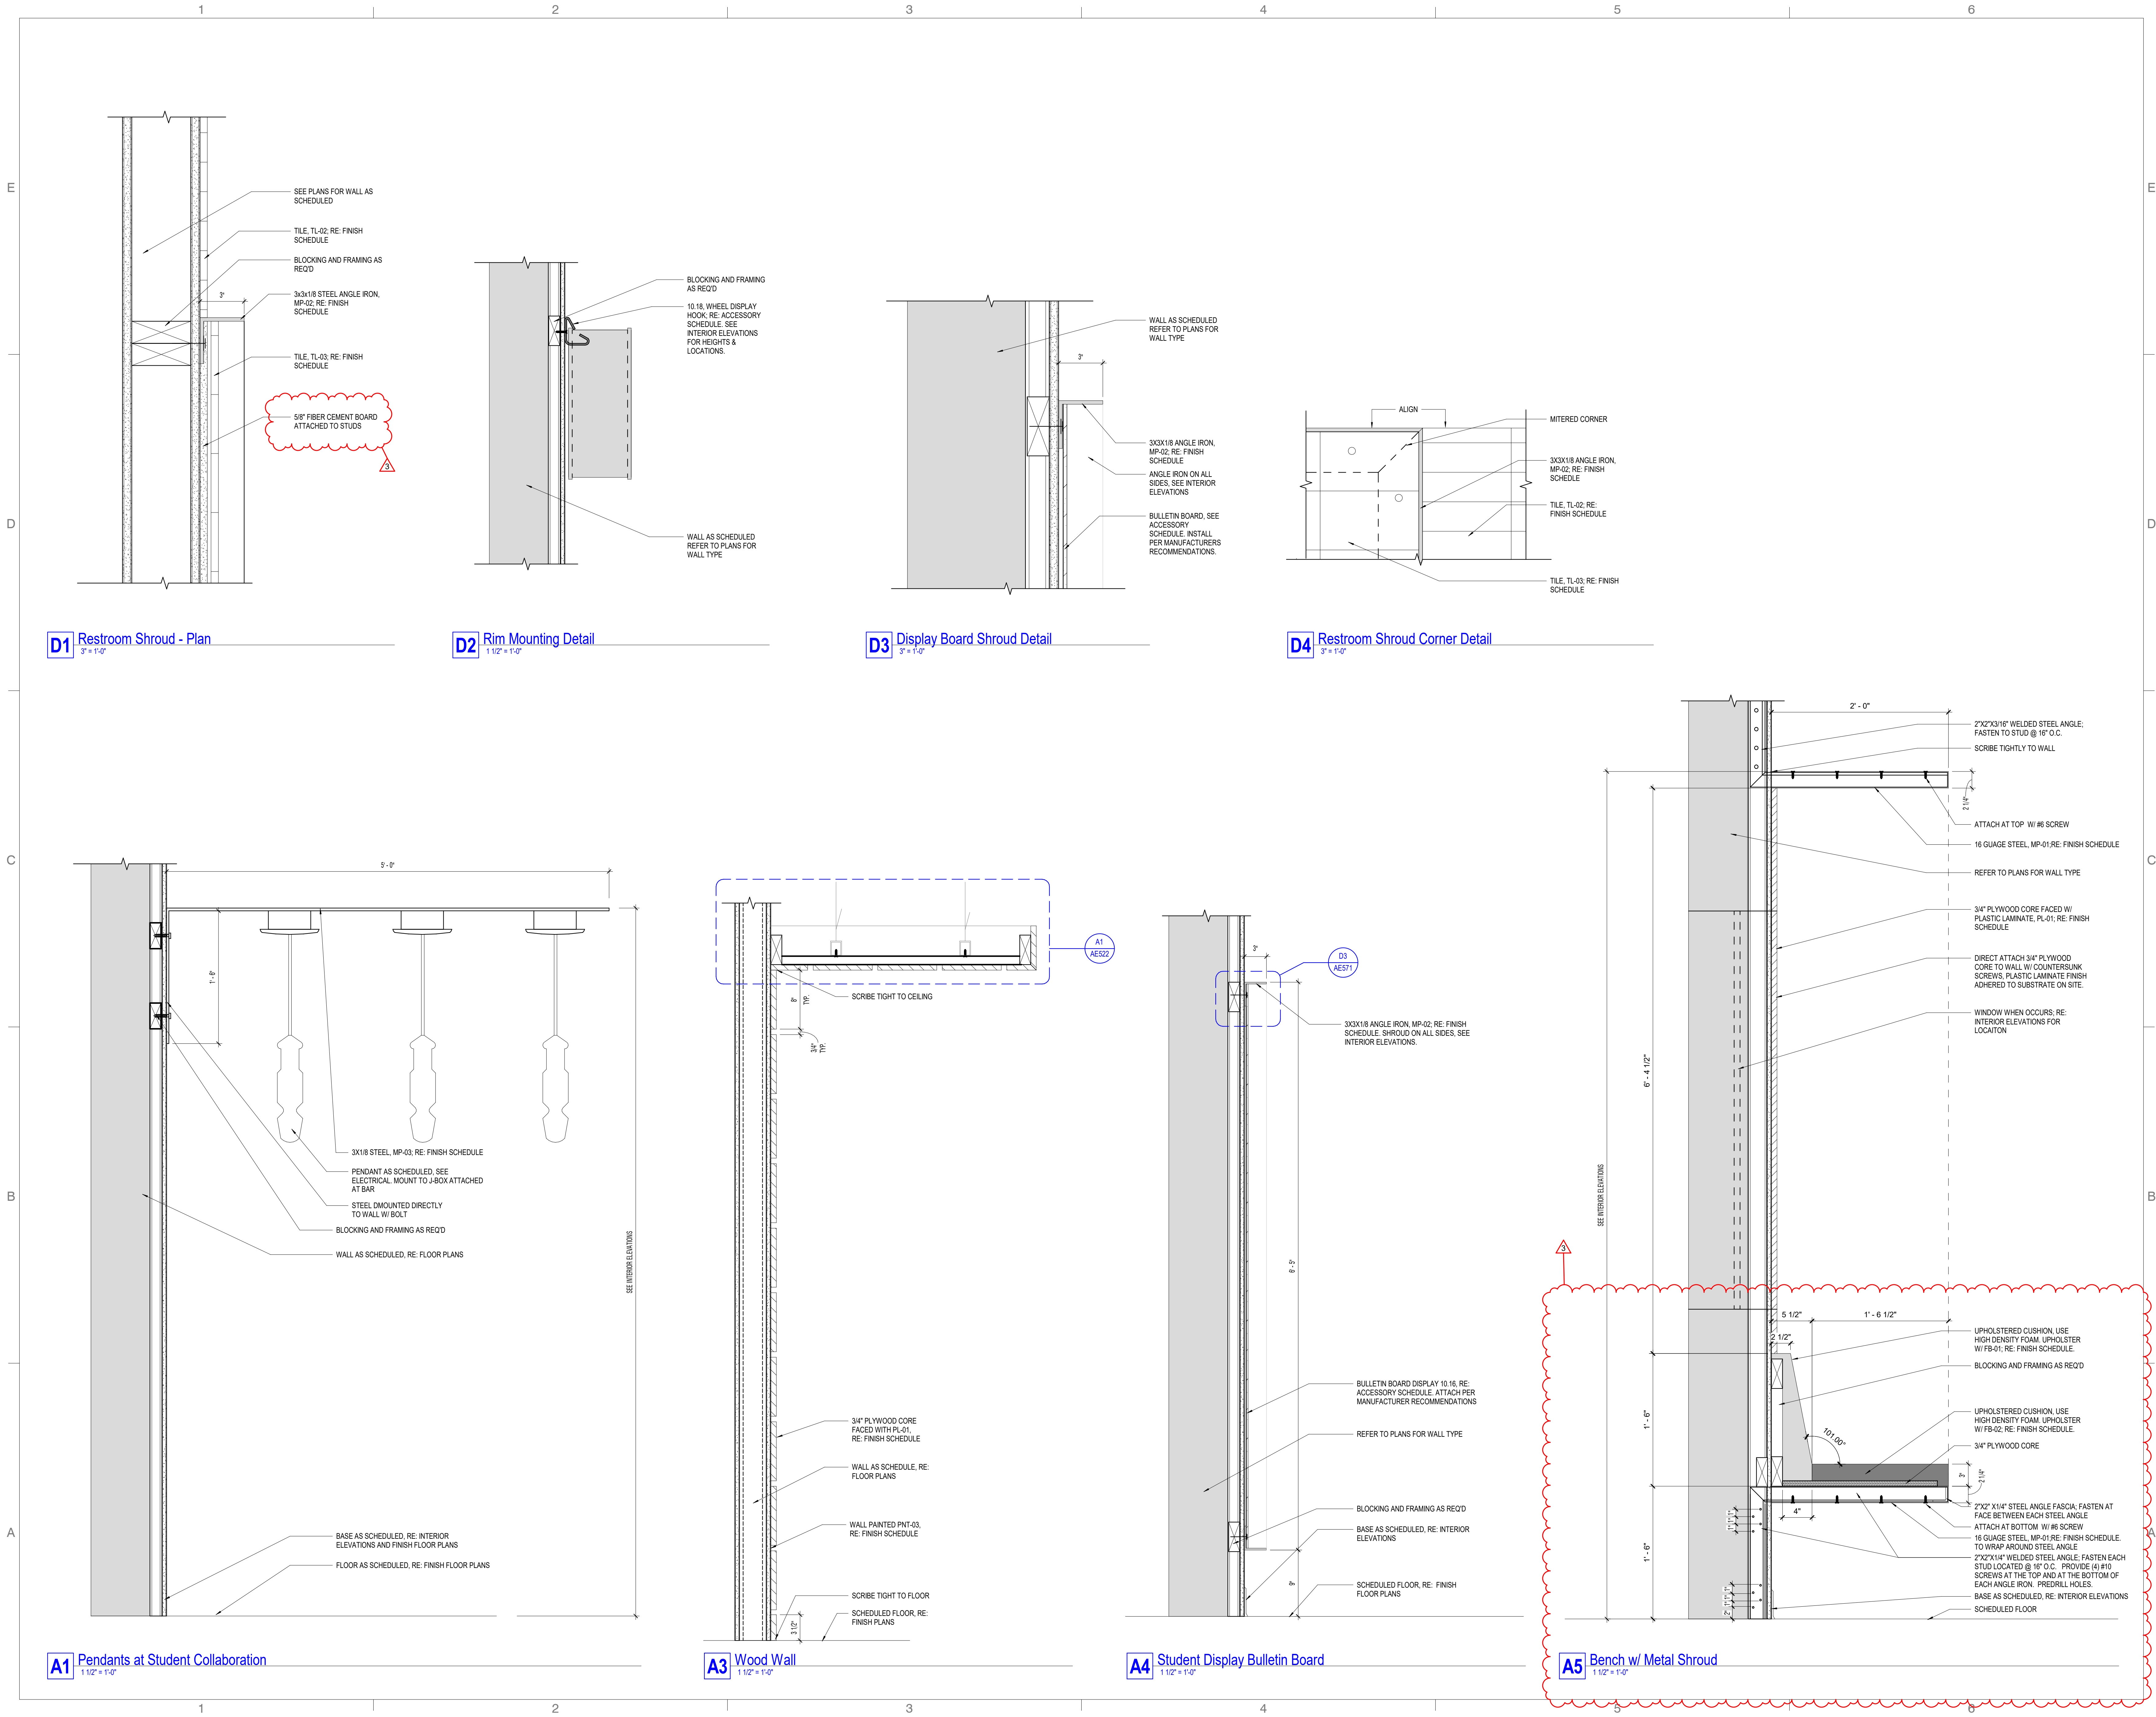 1 2 3 4 5 6
E E
D D
C C
B B
A A
SEE PLANS FOR WALL AS
SCHEDULED
TILE, TL-02; RE: FINISH
SCHEDULE
BLOCKING AND FRAMING AS
REQ'D
3"
3x3x1/8 STEEL ANGLE IRON,
MP-02; RE: FINISH
SCHEDULE
TILE, TL-03; RE: FINISH
SCHEDULE
5/8" FIBER CEMENT BOARD
ATTACHED TO STUDS
3
D1 Restroom Shroud - Plan
3" = 1'-0"
BLOCKING AND FRAMING
AS REQ'D
10.18, WHEEL DISPLAY
HOOK; RE: ACCESSORY
SCHEDULE. SEE
INTERIOR ELEVATIONS
FOR HEIGHTS &
LOCATIONS.
WALL AS SCHEDULED
REFER TO PLANS FOR
WALL TYPE
D2 Rim Mounting Detail
1 1/2" = 1'-0"
WALL AS SCHEDULED
REFER TO PLANS FOR
WALL TYPE
3"
3X3X1/8 ANGLE IRON,
MP-02; RE: FINISH
SCHEDULE
ANGLE IRON ON ALL
SIDES, SEE INTERIOR
ELEVATIONS
BULLETIN BOARD, SEE
ACCESSORY
SCHEDULE. INSTALL
PER MANUFACTURERS
RECOMMENDATIONS.
D3 Display Board Shroud Detail
3" = 1'-0"
ALIGN
MITERED CORNER
3X3X1/8 ANGLE IRON,
MP-02; RE: FINISH
SCHEDLE
TILE, TL-02; RE:
FINISH SCHEDULE
TILE, TL-03; RE: FINISH
SCHEDULE
D4 Restroom Shroud Corner Detail
3" = 1'-0"
5' - 0"
1' - 6"
SEE INTERIOR ELEVATIONS
3X1/8 STEEL, MP-03; RE: FINISH SCHEDULE
PENDANT AS SCHEDULED, SEE
ELECTRICAL. MOUNT TO J-BOX ATTACHED
AT BAR
STEEL DMOUNTED DIRECTLY
TO WALL W/ BOLT
BLOCKING AND FRAMING AS REQ'D
WALL AS SCHEDULED, RE: FLOOR PLANS
BASE AS SCHEDULED, RE: INTERIOR
ELEVATIONS AND FINISH FLOOR PLANS
FLOOR AS SCHEDULED, RE: FINISH FLOOR PLANS
A1 Pendants at Student Collaboration
1 1/2" = 1'-0"
A1
AE522
SCRIBE TIGHT TO CEILING
8"
TYP.
3/4"
TYP.
3/4" PLYWOOD CORE
FACED WITH PL-01,
RE: FINISH SCHEDULE
WALL AS SCHEDULE, RE:
FLOOR PLANS
WALL PAINTED PNT-03,
RE: FINISH SCHEDULE
SCRIBE TIGHT TO FLOOR
SCHEDULED FLOOR, RE:
FINISH PLANS
3 1/2"
A3 Wood Wall
1 1/2" = 1'-0"
3"
D3
AE571
3X3X1/8 ANGLE IRON, MP-02; RE: FINISH
SCHEDULE. SHROUD ON ALL SIDES, SEE
INTERIOR ELEVATIONS.
6' - 5"
BULLETIN BOARD DISPLAY 10.16, RE:
ACCESSORY SCHEDULE. ATTACH PER
MANUFACTURER RECOMMENDATIONS
REFER TO PLANS FOR WALL TYPE
BLOCKING AND FRAMING AS REQ'D
BASE AS SCHEDULED, RE: INTERIOR
ELEVATIONS
SCHEDULED FLOOR, RE: FINISH
FLOOR PLANS
A4 Student Display Bulletin Board
1 1/2" = 1'-0"
2' - 0"
2"X2"X3/16" WELDED STEEL ANGLE;
FASTEN TO STUD @ 16" O.C.
SCRIBE TIGHTLY TO WALL
2 1/4"
ATTACH AT TOP W/ #6 SCREW
16 GUAGE STEEL, MP-01;RE: FINISH SCHEDULE
REFER TO PLANS FOR WALL TYPE
3/4" PLYWOOD CORE FACED W/
PLASTIC LAMINATE, PL-01; RE: FINISH
SCHEDULE
DIRECT ATTACH 3/4" PLYWOOD
CORE TO WALL W/ COUNTERSUNK
SCREWS, PLASTIC LAMINATE FINISH
ADHERED TO SUBSTRATE ON SITE.
WINDOW WHEN OCCURS; RE:
INTERIOR ELEVATIONS FOR
LOCAITON
6' - 4 1/2"
SEE INTERIOR ELEVATIONS
3
5 1/2"
1' - 6 1/2"
2 1/2"
UPHOLSTERED CUSHION, USE
HIGH DENSITY FOAM. UPHOLSTER
W/ FB-01; RE: FINISH SCHEDULE.
BLOCKING AND FRAMING AS REQ'D
UPHOLSTERED CUSHION, USE
HIGH DENSITY FOAM. UPHOLSTER
W/ FB-02; RE: FINISH SCHEDULE.
3/4" PLYWOOD CORE
1' - 6"
101.00°
3"
2 1/4"
4"
2"X2" X1/4" STEEL ANGLE FASCIA; FASTEN AT
FACE BETWEEN EACH STEEL ANGLE
ATTACH AT BOTTOM W/ #6 SCREW
16 GUAGE STEEL, MP-01;RE: FINISH SCHEDULE.
TO WRAP AROUND STEEL ANGLE
2"X2"X1/4" WELDED STEEL ANGLE; FASTEN EACH
STUD LOCATED @ 16" O.C. PROVIDE (4) #10
SCREWS AT THE TOP AND AT THE BOTTOM OF
EACH ANGLE IRON. PREDRILL HOLES.
BASE AS SCHEDULED, RE: INTERIOR ELEVATIONS
SCHEDULED FLOOR
1' - 6"
1" 1" 1"
2" 1" 1" 1"
A5 Bench w/ Metal Shroud
1 1/2" = 1'-0"
1 2 3 4 5 6